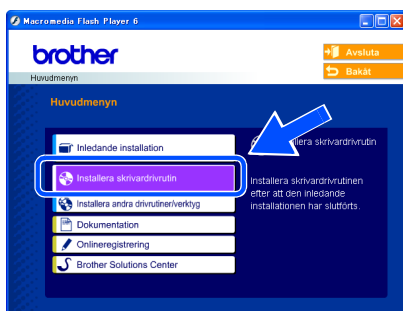 Macromedia Flash Player 6
brother
Avsluta
Bakåt
Huvudmenyn
Huvudmenyn
Inledande installation
Installera skrivardrivrutin
Installera andra drivrutiner/verktyg
Dokumentation
Onlineregistrering
Brother Solutions Center
skrivardrivrutin
Installera skrivardrivrutinen
efter att den inledande
installationen har slutförts.